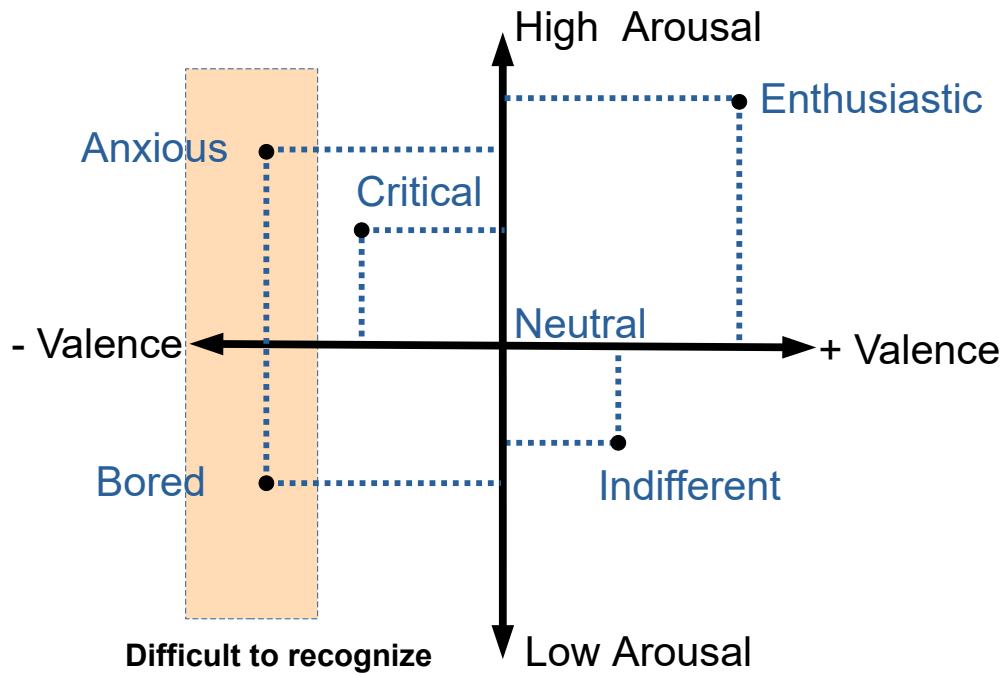 High Arousal
Enthusiastic
Anxious
Critical
Neutral
- Valence
+ Valence
Bored
Indifferent
Difficult to recognize
Low Arousal